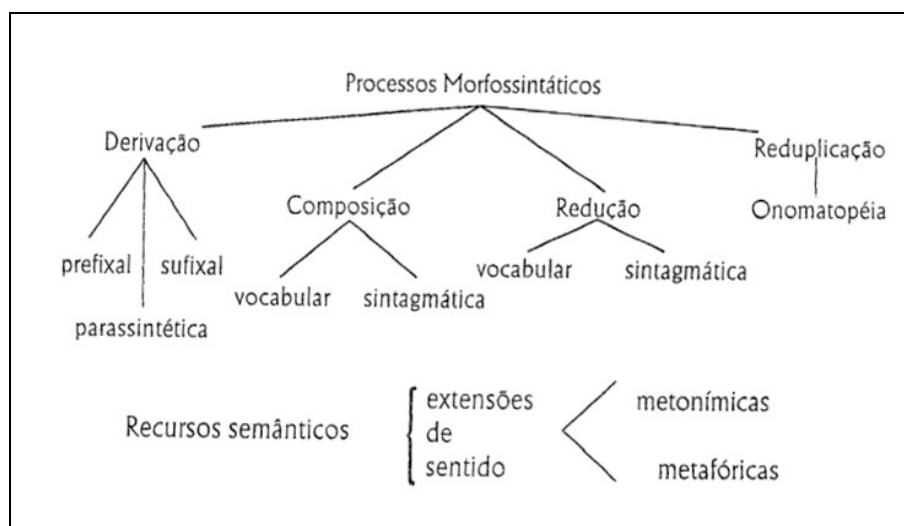 Processos Morfossintáticos
Derivação
Reduplicação
Composição
Redução
Onomatopéia
prefixal sufixal
vocabular sintagmática
vocabular sintagmática
parassintética
Recursos semânticos
extensões
de
sentido
metonímicas
metafóricas